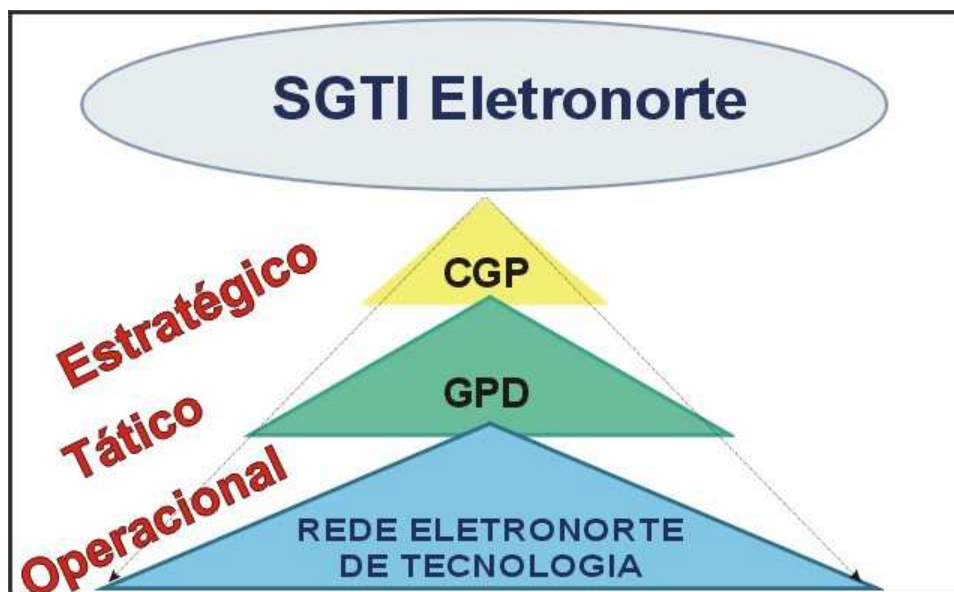 SGTI Eletronorte
Estratégico
CGP
Tático
GPD
Operacional
REDE ELETRONORTE
DE TECNOLOGIA